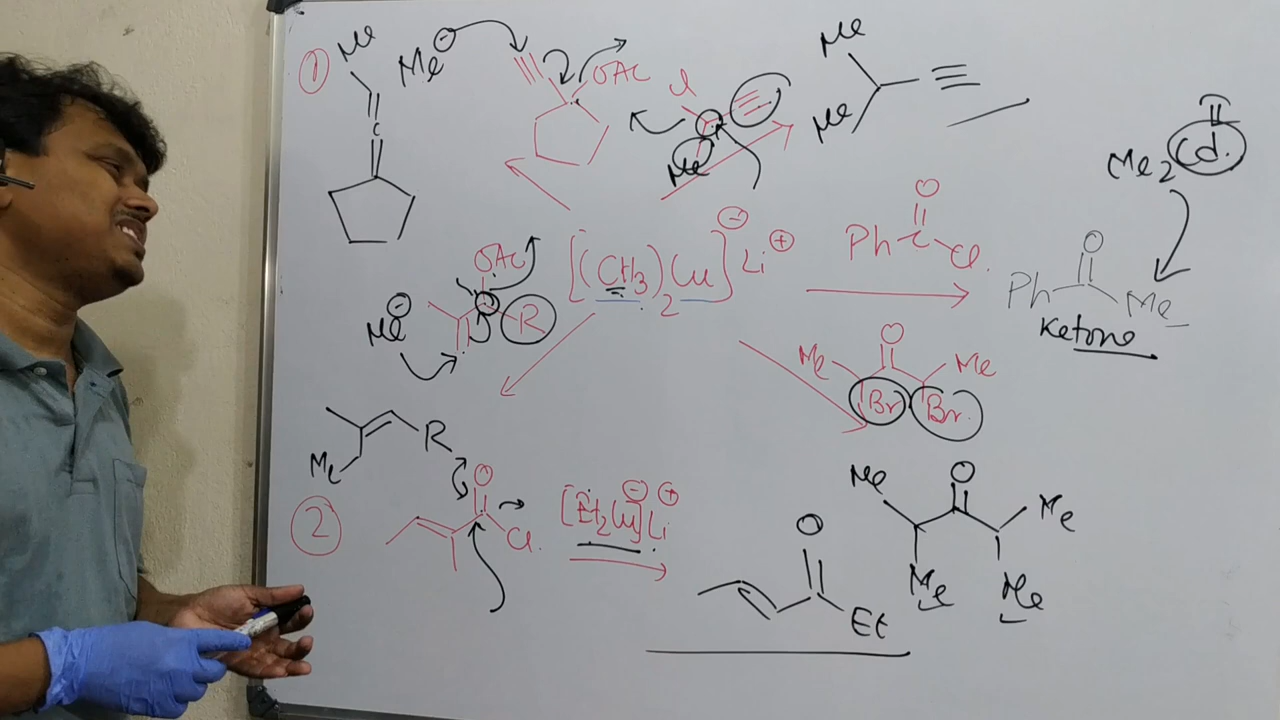 ①
Me
Me⊖
C
OAc
Cl
Me
Me
Me
Me₂Cd
[(CH3)₂Cu]⊖ Li⊕
O
Ph C Cl.
O
Ph Me
Ketone
OAc
Me⊖
R
O
Me Me
Br Br.
Me R
②
O
Cl.
[Et₂Cu]⊖ Li⊕
O
Et
O
Me Me
Me Me